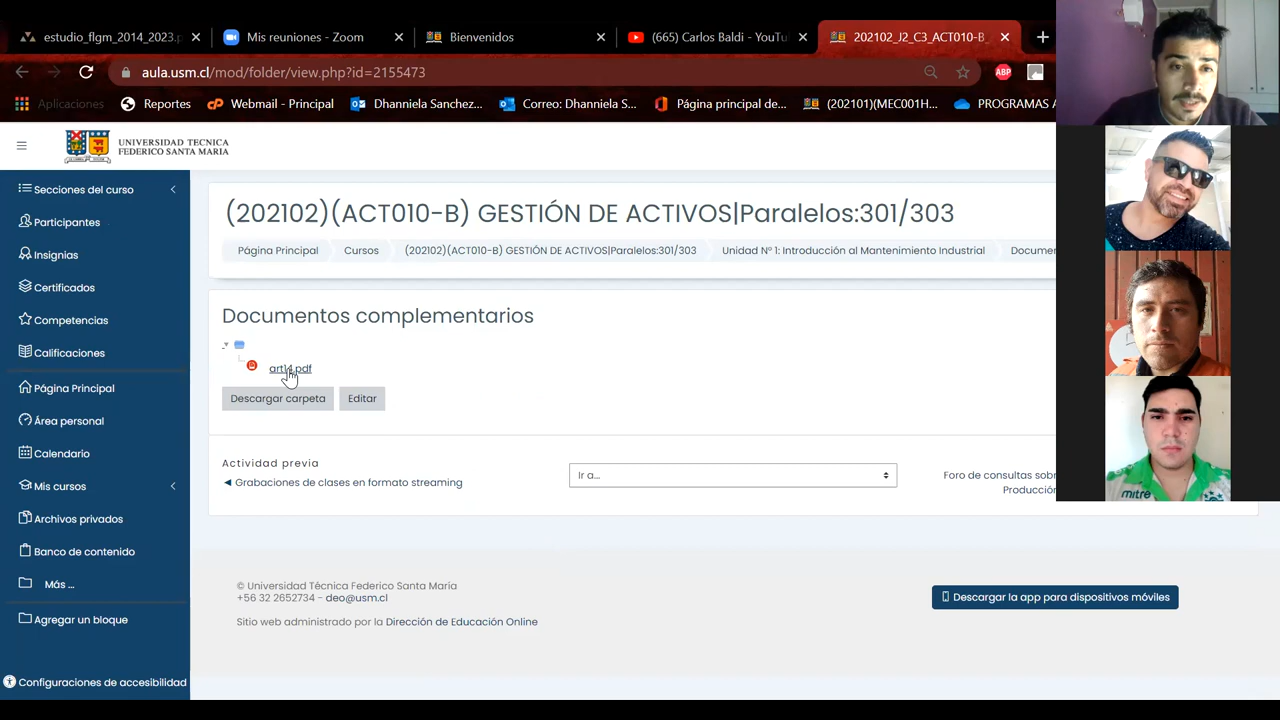 estudio_flgm_2014_2023.p
Mis reuniones - Zoom
Bienvenidos
(665) Carlos Baldi - YouTu
202102_J2_C3_ACT010-B_
aula.usm.cl/mod/folder/view.php?id=2155473
ABP
Aplicaciones
Reportes
Webmail - Principal
Dhanniela Sanchez...
Correo: Dhanniela S...
Página principal de...
(202101)(MEC001H...
PROGRAMAS A
UNIVERSIDAD TECNICA
FEDERICO SANTA MARIA
Secciones del curso
Participantes
Insignias
Certificados
Competencias
Calificaciones
Página Principal
Área personal
Calendario
Mis cursos
Archivos privados
Banco de contenido
Más ...
Agregar un bloque
Configuraciones de accesibilidad
(202102)(ACT010-B) GESTIÓN DE ACTIVOS|Paralelos:301/303
Página Principal
Cursos
(202102)(ACT010-B) GESTIÓN DE ACTIVOS|Paralelos:301/303
Unidad Nº 1: Introducción al Mantenimiento Industrial
Documen
Documentos complementarios
art14.pdf
Descargar carpeta
Editar
Actividad previa
◄ Grabaciones de clases en formato streaming
Ir a...
Foro de consultas sobr
Producción
© Universidad Técnica Federico Santa María
+56 32 2652734 - deo@usm.cl
Sitio web administrado por la Dirección de Educación Online
Descargar la app para dispositivos móviles
mitre